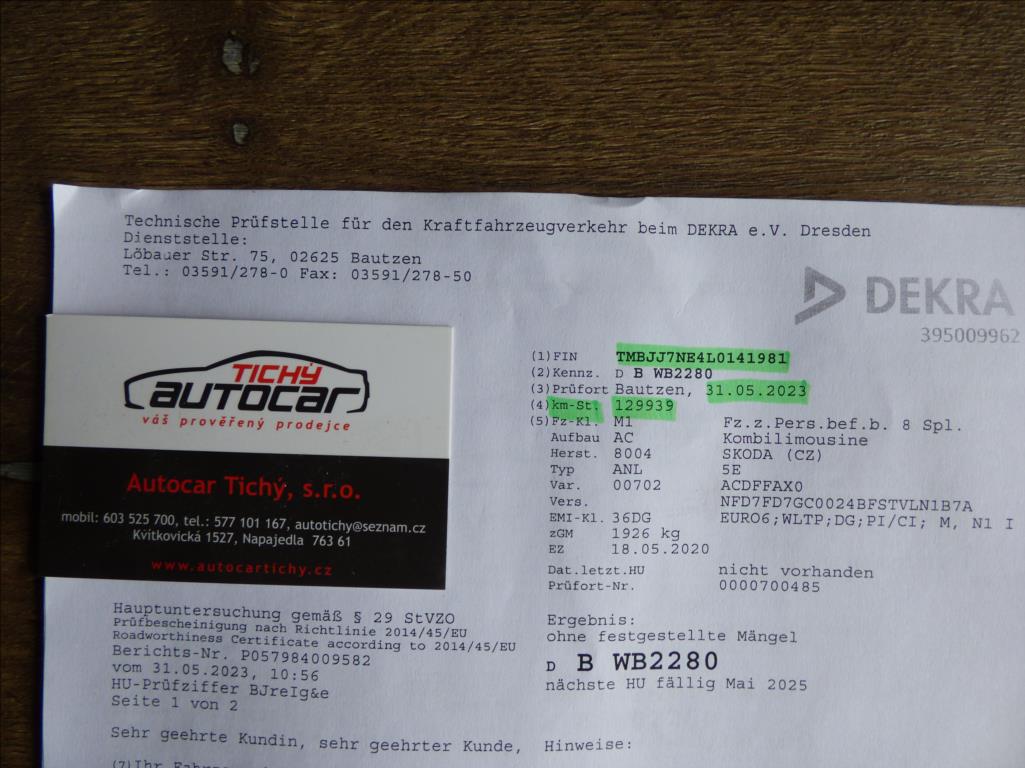 Technische Prüfstelle für den Kraftfahrzeugverkehr beim DEKRA e.V. Dresden
Dienststelle:
Löbauer Str. 75, 02625 Bautzen
Tel.: 03591/278-0 Fax: 03591/278-50
DEKRA
395009962
TICHÝ
autocar
váš prověřený prodejce
Autocar Tichý, s.r.o.
mobil: 603 525 700, tel.: 577 101 167, autotichy@seznam.cz
Kvítkovická 1527, Napajedla 763 61
www.autocartichy.cz
(1) FIN TMBJJ7NE4L0141981
(2) Kennz. D B WB2280
(3) Prüfort Bautzen, 31.05.2023
(4) km-St. 129939
(5) Fz-Kl. M1 Fz.z.Pers.bef.b. 8 Spl.
Aufbau AC Kombilimousine
Herst. 8004 SKODA (CZ)
Typ ANL 5E
Var. 00702 ACDFFAX0
Vers. NFD7FD7GC0024BFSTVLN1B7A
EMI-Kl. 36DG EURO6;WLTP;DG;PI/CI; M, N1 I
zGM 1926 kg
EZ 18.05.2020
Dat.letzt.HU nicht vorhanden
Prüfort-Nr. 0000700485
Hauptuntersuchung gemäß § 29 StVZO
Prüfbescheinigung nach Richtlinie 2014/45/EU
Roadworthiness Certificate according to 2014/45/EU
Berichts-Nr. P057984009582
vom 31.05.2023, 10:56
HU-Prüfziffer BJreIg&e
Seite 1 von 2
Ergebnis:
ohne festgestellte Mängel
D B WB2280
nächste HU fällig Mai 2025
Sehr geehrte Kundin, sehr geehrter Kunde,
Hinweise:
(7) Ihr